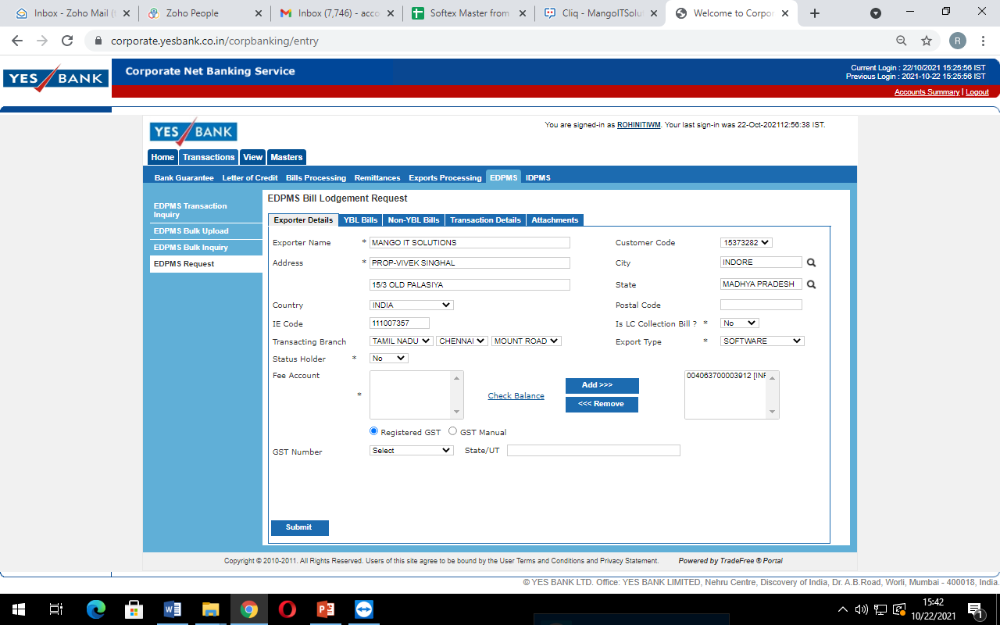 Inbox - Zoho Mail (
Zoho People
Inbox (7,746) - acco
Softex Master from
Cliq - MangoITSolu
Welcome to Corpor
corporate.yesbank.co.in/corpbanking/entry
R
YES BANK
Corporate Net Banking Service
Current Login : 22/10/2021 15:25:56 IST
Previous Login : 2021-10-22 15:25:56 IST
Accounts Summary | Logout
YES BANK
You are signed-in as ROHINITIWM. Your last sign-in was 22-Oct-202112:56:38 IST.
Home Transactions View Masters
Bank Guarantee Letter of Credit Bills Processing Remittances Exports Processing EDPMS IDPMS
EDPMS Transaction Inquiry
EDPMS Bulk Upload
EDPMS Bulk Inquiry
EDPMS Request
EDPMS Bill Lodgement Request
Exporter Details YBL Bills Non-YBL Bills Transaction Details Attachments
Exporter Name * MANGO IT SOLUTIONS Customer Code 15373282
Address * PROP-VIVEK SINGHAL City INDORE
15/3 OLD PALASIYA State MADHYA PRADESH
Country INDIA Postal Code
IE Code 111007357 Is LC Collection Bill ? * No
Transacting Branch TAMIL NADU CHENNAI MOUNT ROAD Export Type * SOFTWARE
Status Holder * No
Fee Account * Check Balance Add >>> <<< Remove 004063700003912 [INF
Registered GST GST Manual
GST Number Select State/UT
Submit
Copyright © 2010-2011. All Rights Reserved. Users of this site agree to be bound by the User Terms and Conditions and Privacy Statement. Powered by TradeFree ® Portal
© YES BANK LTD. Office: YES BANK LIMITED, Nehru Centre, Discovery of India, Dr. A.B.Road, Worli, Mumbai - 400018, India.
15:42
10/22/2021
1